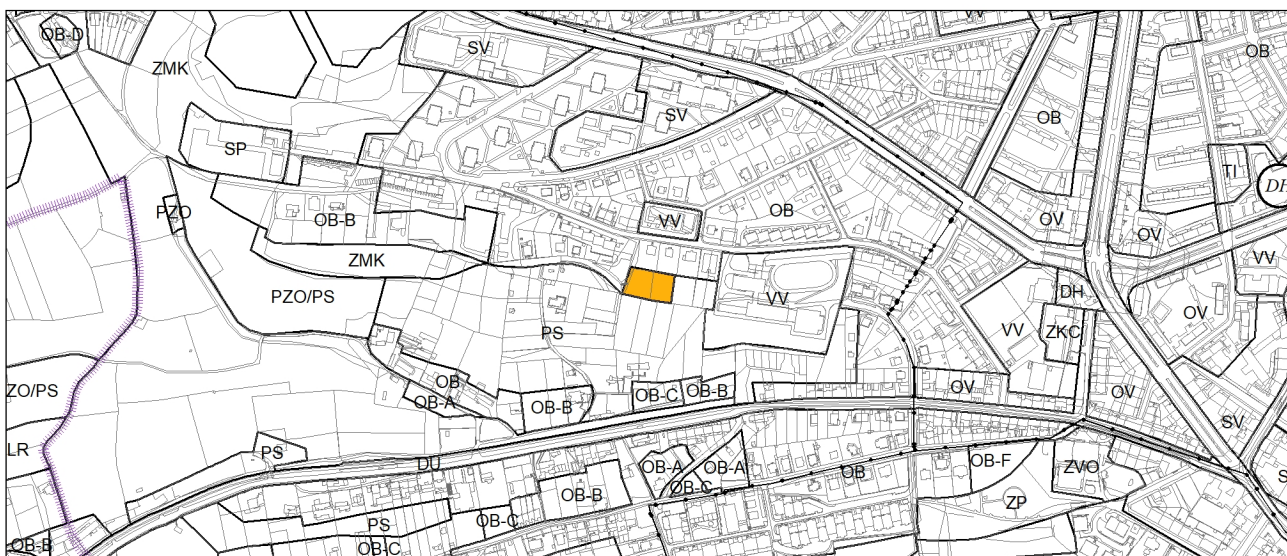 VV
OB-D
SV
OB
ZMK
SV
OB
SP
TI
PZO
OB-B
VV
OB
OV
OV
VV
ZMK
PZO/PS
VV
DH
OV
PS
VV
ZKC
ZO/PS
OB
OB-A
OB-C
OB-B
OB-B
OV
OV
SV
LR
PS
DU
OB-A
OB-A
OB
OB-F
ZVO
OB-C
OB-B
ZP
PS
OB-C
OB-B
OB-C